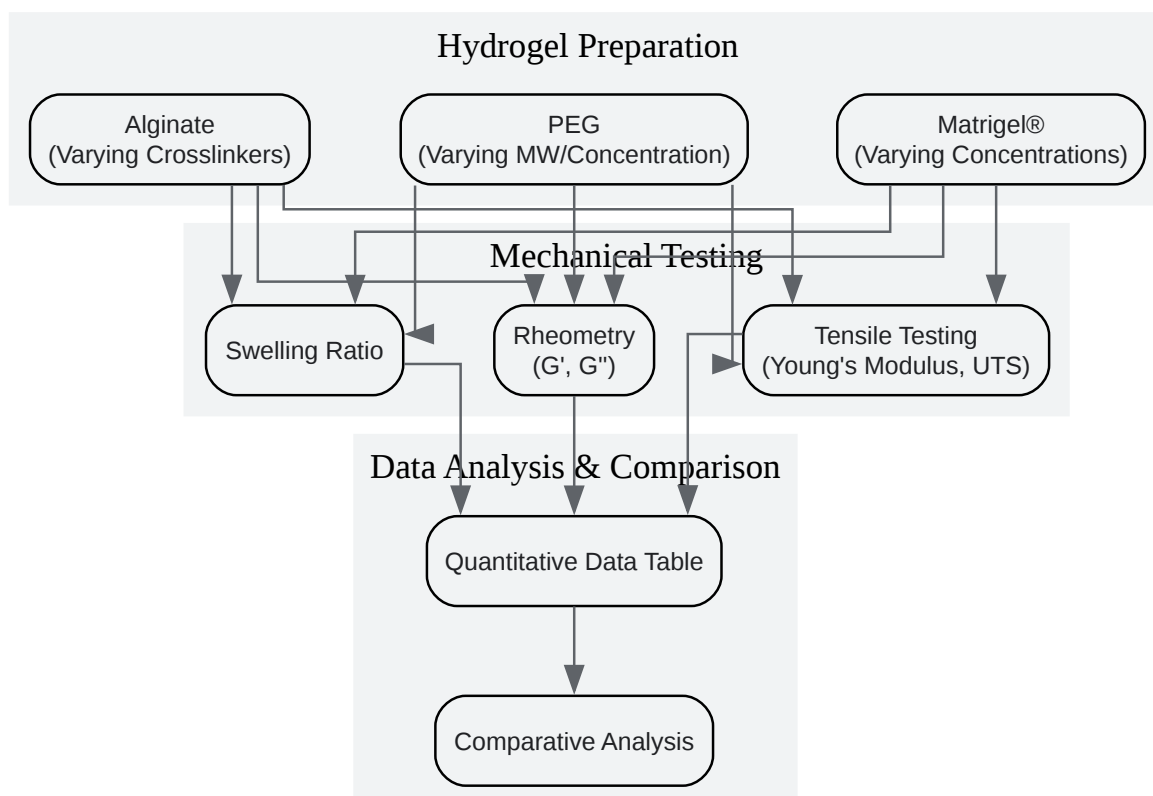 Hydrogel Preparation
Alginate
(Varying Crosslinkers)
PEG
(Varying MW/Concentration)
Matrigel®
(Varying Concentrations)
Mechanical Testing
Swelling Ratio
Rheometry
(G', G'')
Tensile Testing
(Young's Modulus, UTS)
Data Analysis & Comparison
Quantitative Data Table
Comparative Analysis